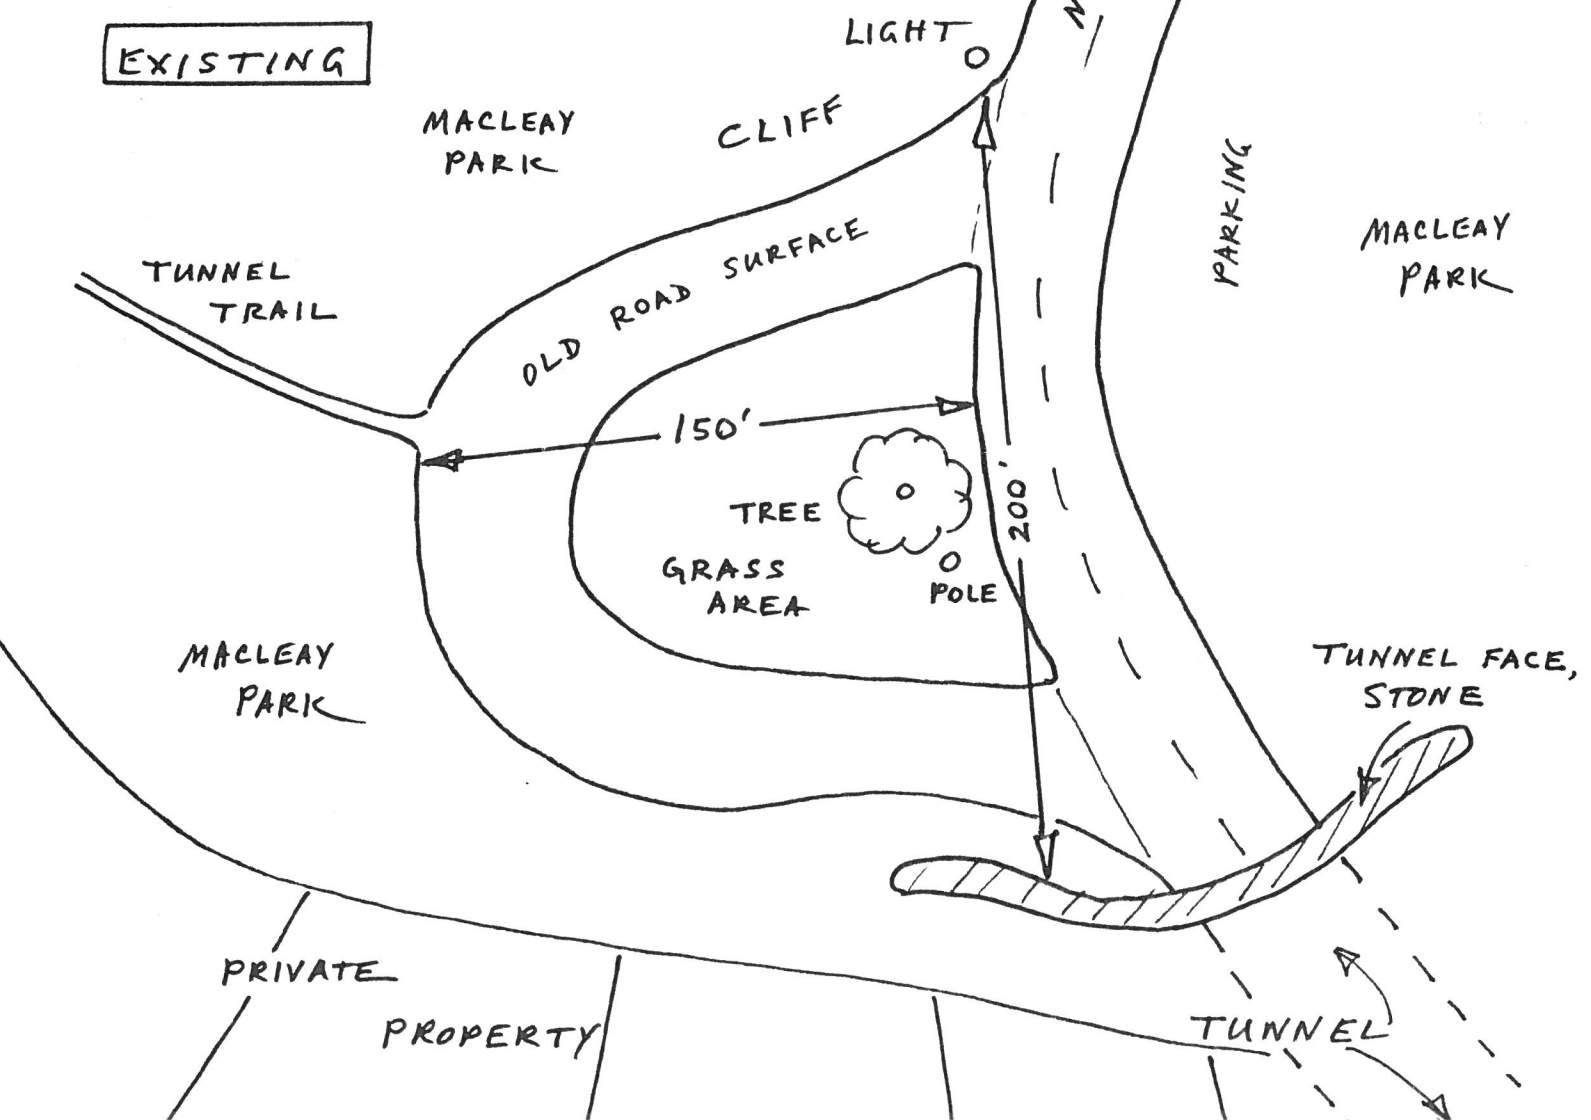 EXISTING
LIGHT
N
MACLEAY
PARK
CLIFF
PARKING
MACLEAY
PARK
TUNNEL
TRAIL
OLD ROAD SURFACE
150'
200'
TREE
GRASS
AREA
POLE
MACLEAY
PARK
TUNNEL FACE,
STONE
PRIVATE
PROPERTY
TUNNEL